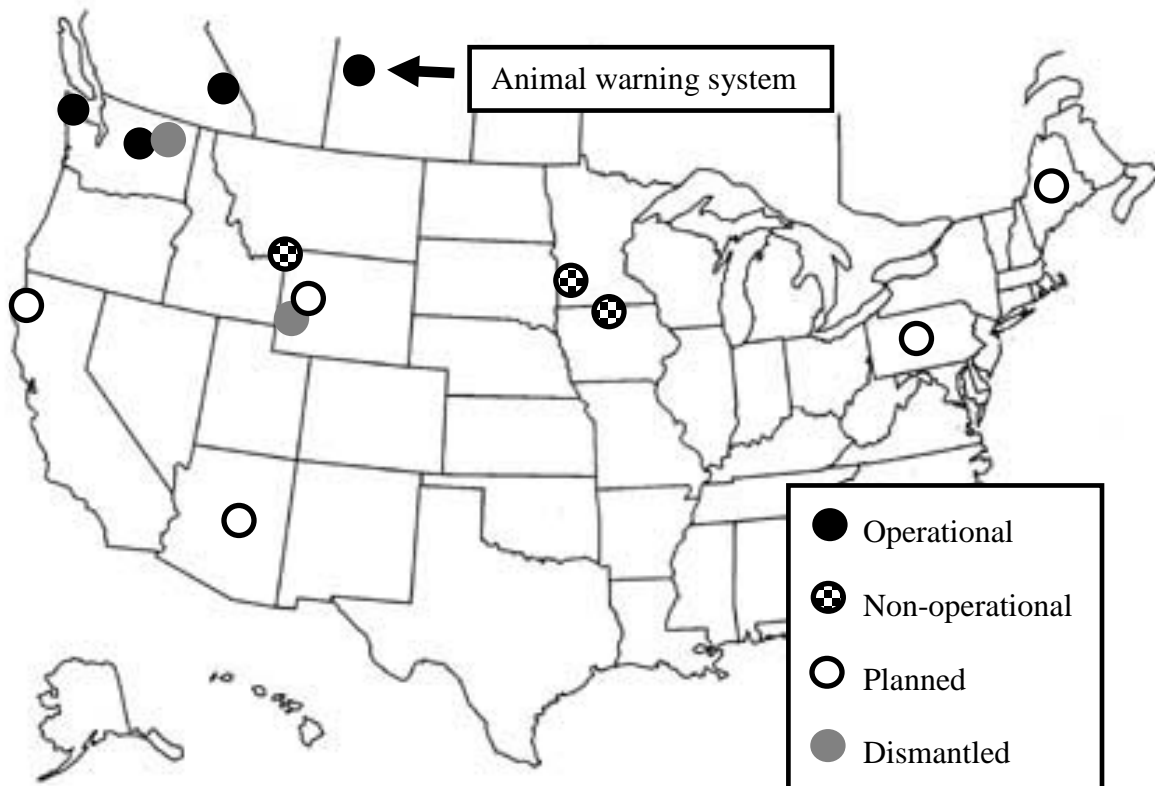 Animal warning system
Operational
Non-operational
Planned
Dismantled